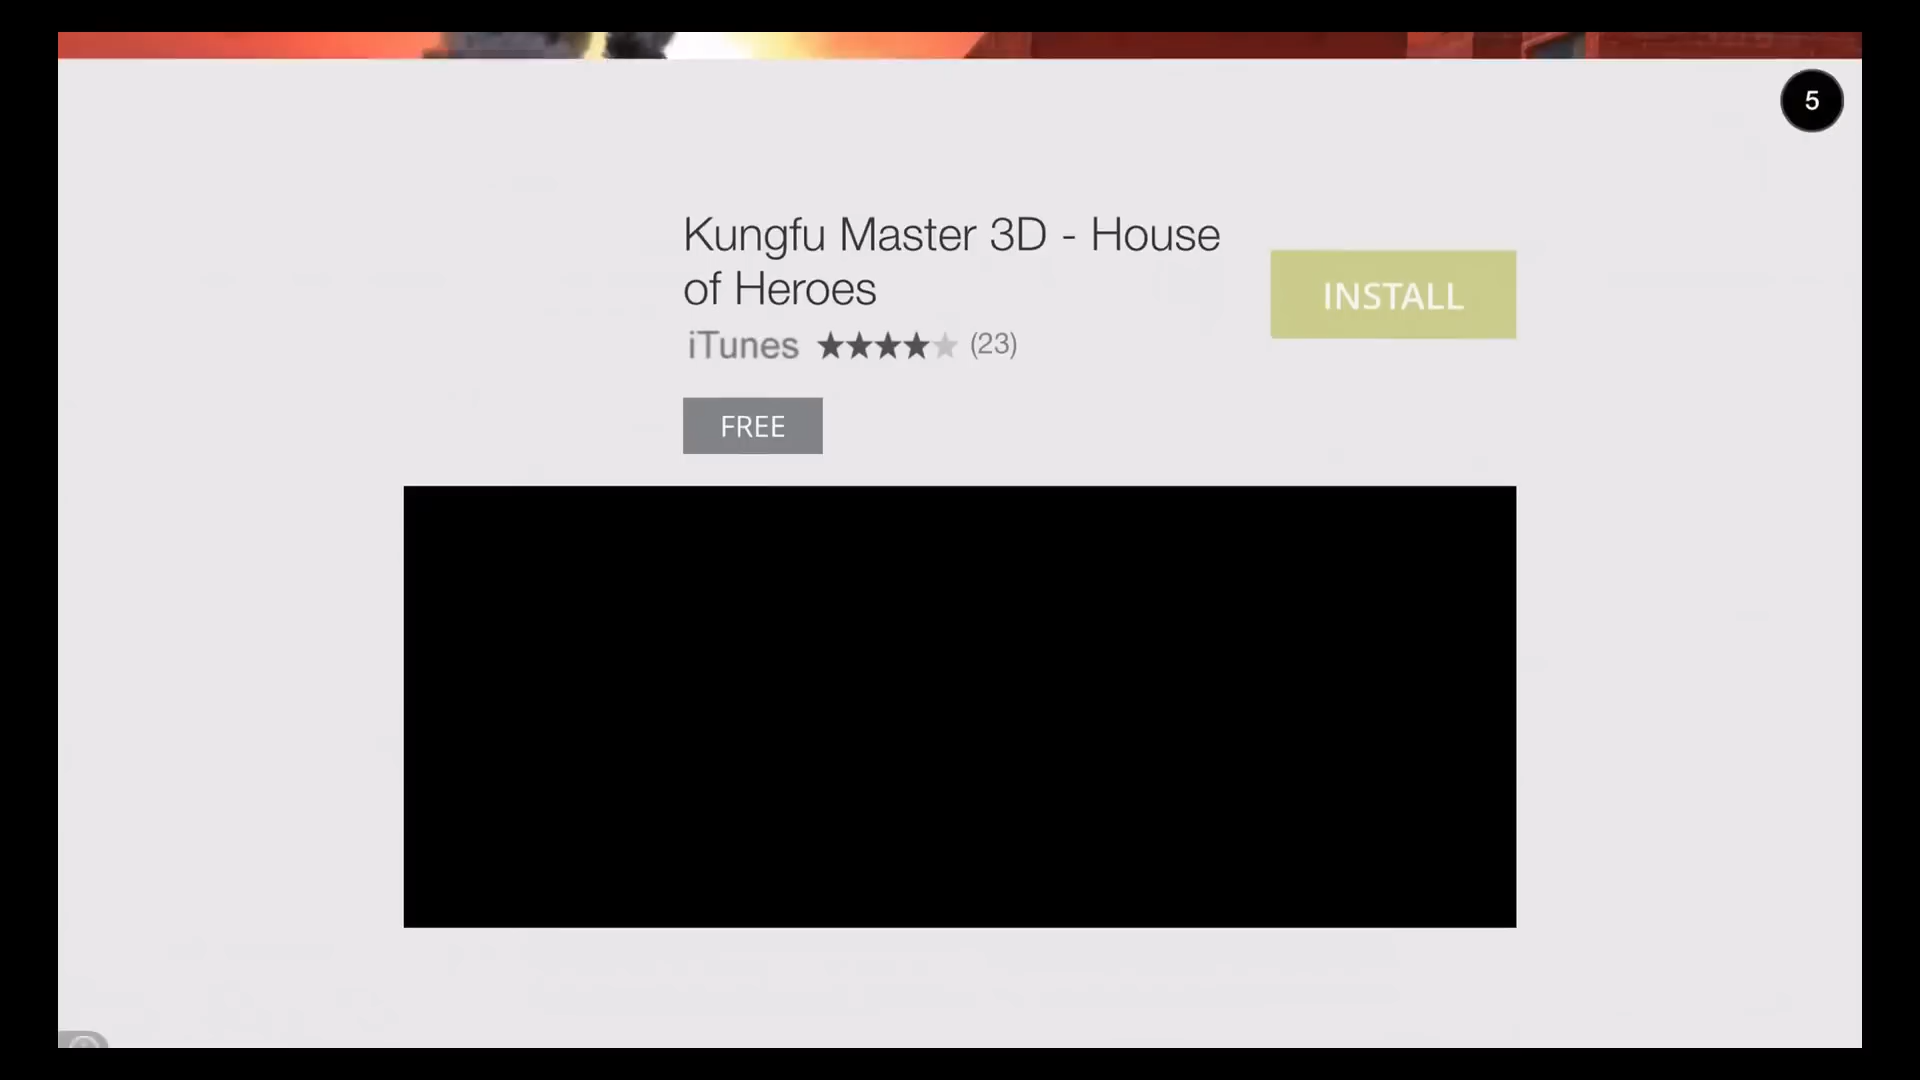 5
Kungfu Master 3D - House
of Heroes
INSTALL
iTunes ★★★★★ (23)
FREE